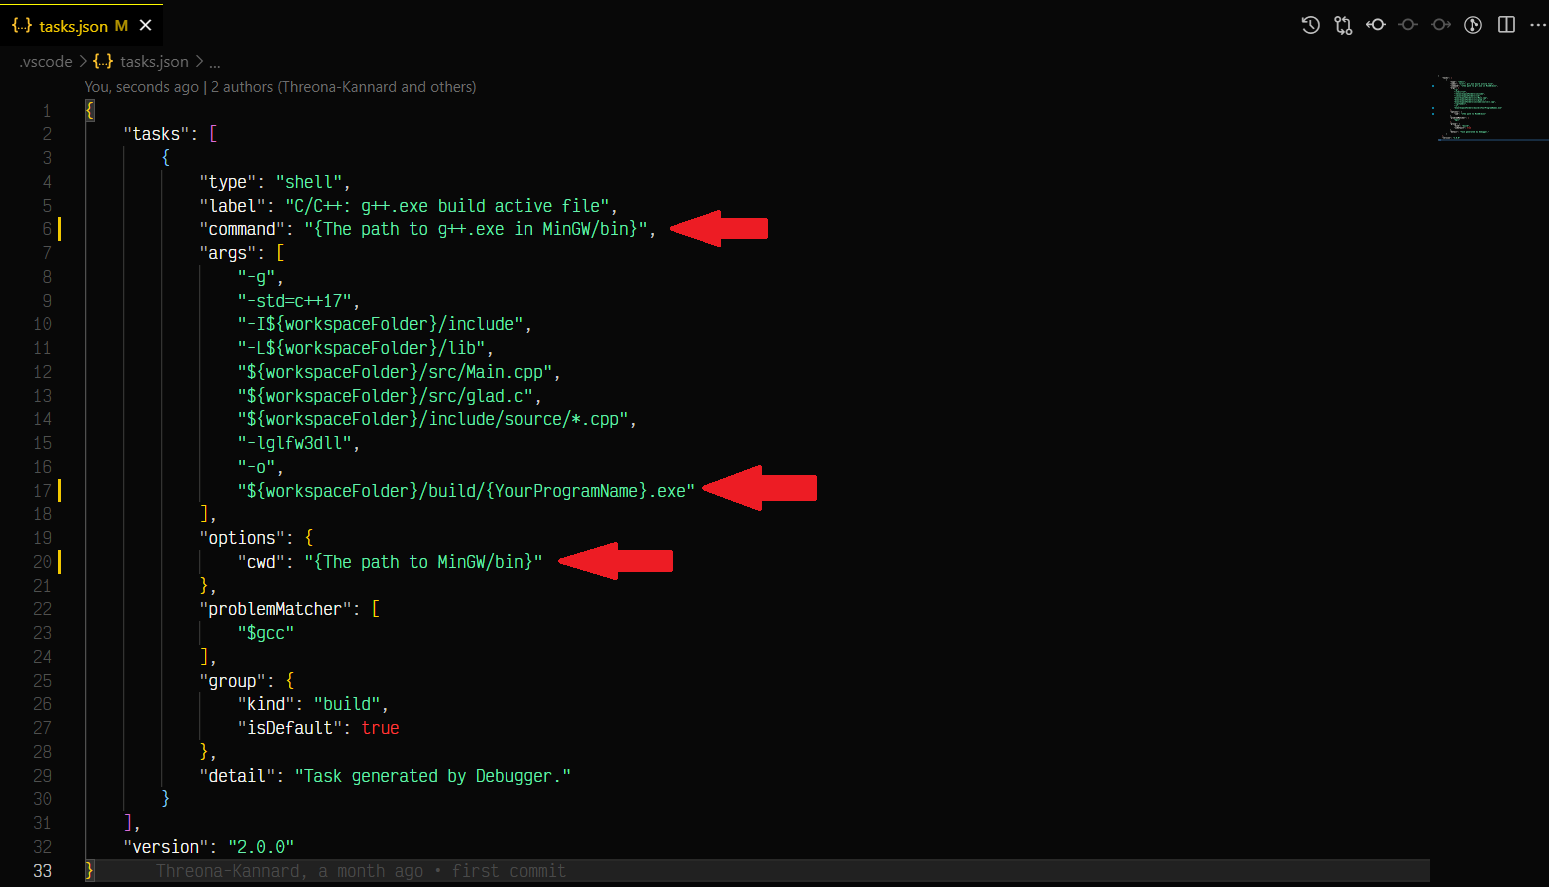 {..} tasks.json M ×
.vscode > {..} tasks.json > ...
You, seconds ago | 2 authors (Threona-Kannard and others)
1 {
2 "tasks": [
3 {
4 "type": "shell",
5 "label": "C/C++: g++.exe build active file",
6 "command": "{The path to g++.exe in MinGW/bin}",
7 "args": [
8 "-g",
9 "-std=c++17",
10 "-I${workspaceFolder}/include",
11 "-L${workspaceFolder}/lib",
12 "${workspaceFolder}/src/Main.cpp",
13 "${workspaceFolder}/src/glad.c",
14 "${workspaceFolder}/include/source/*.cpp",
15 "-lglfw3dll",
16 "-o",
17 "${workspaceFolder}/build/{YourProgramName}.exe"
18 ],
19 "options": {
20 "cwd": "{The path to MinGW/bin}"
21 },
22 "problemMatcher": [
23 "$gcc"
24 ],
25 "group": {
26 "kind": "build",
27 "isDefault": true
28 },
29 "detail": "Task generated by Debugger."
30 }
31 ],
32 "version": "2.0.0"
33 } Threona-Kannard, a month ago • first commit